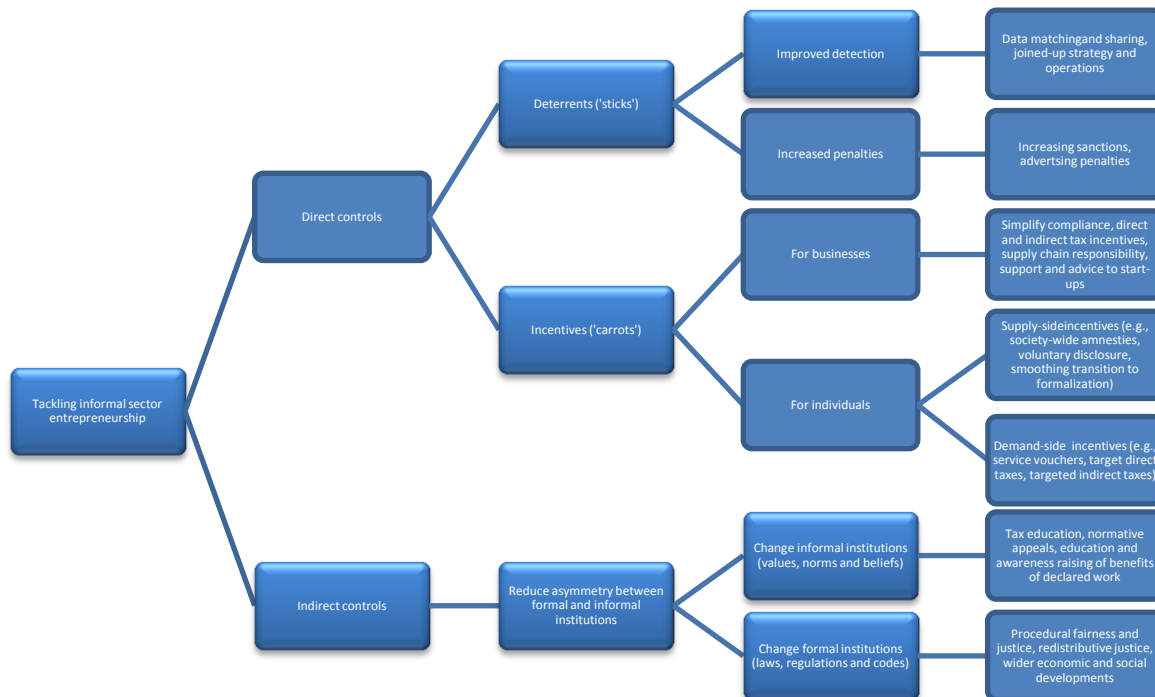 Tackling informal sector
entrepreneurship
Direct controls
Deterrents ('sticks')
Improved detection
Data matchingand sharing,
joined-up strategy and
operations
Increased penalties
Increasing sanctions,
advertsing penalties
Incentives ('carrots')
For businesses
Simplify compliance, direct
and indirect tax incentives,
supply chain responsibility,
support and advice to start-
ups
For individuals
Supply-sideincentives (e.g.,
society-wide amnesties,
voluntary disclosure,
smoothing transition to
formalization)
Demand-side incentives (e.g.,
service vouchers, target direct
taxes, targeted indirect taxes)
Indirect controls
Reduce asymmetry between
formal and informal
institutions
Change informal institutions
(values, norms and beliefs)
Tax education, normative
appeals, education and
awareness raising of benefits
of declared work
Change formal institutions
(laws, regulations and codes)
Procedural fairness and
justice, redistributive justice,
wider economic and social
developments